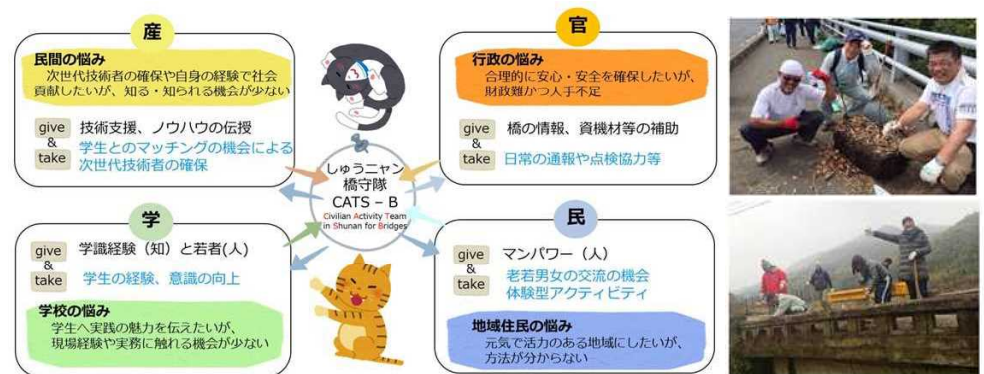 産
民間の悩み
次世代技術者の確保や自身の経験で社会
貢献したいが、知る・知られる機会が少ない
give
&
take
技術支援、ノウハウの伝授
学生とのマッチングの機会による
次世代技術者の確保
官
行政の悩み
合理的に安心・安全を確保したいが、
財政難かつ人手不足
give
&
take
橋の情報、資機材等の補助
日常の通報や点検協力等
しゅうニャン
橋守隊
CATS – B
Civilian Activity Team
in Shunan for Bridges
学
give
&
take
学識経験（知）と若者(人)
学生の経験、意識の向上
学校の悩み
学生へ実践の魅力を伝えたいが、
現場経験や実務に触れる機会が少ない
民
give
&
take
マンパワー（人）
老若男女の交流の機会
体験型アクティビティ
地域住民の悩み
元気で活力のある地域にしたいが、
方法が分からない